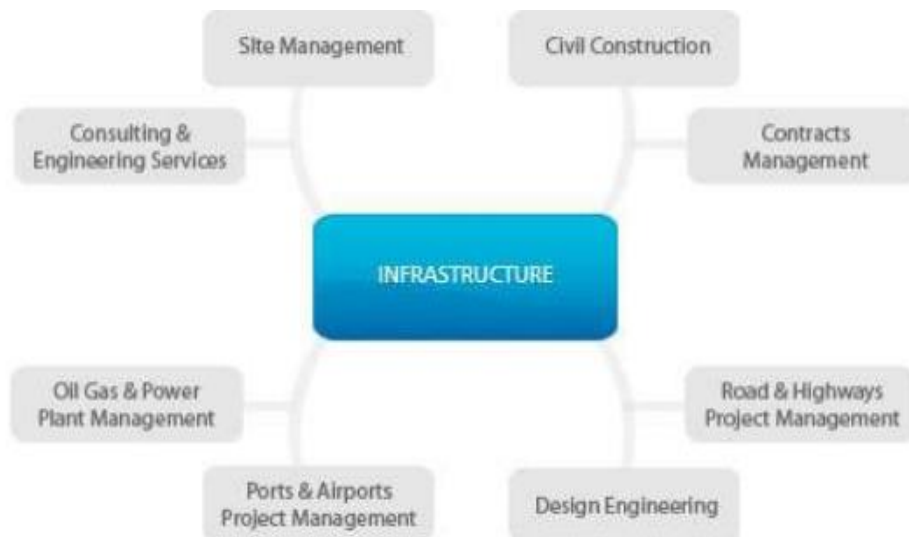 Site Management
Civil Construction
Consulting &
Engineering Services
Contracts
Management
INFRASTRUCTURE
Oil Gas & Power
Plant Management
Road & Highways
Project Management
Ports & Airports
Project Management
Design Engineering